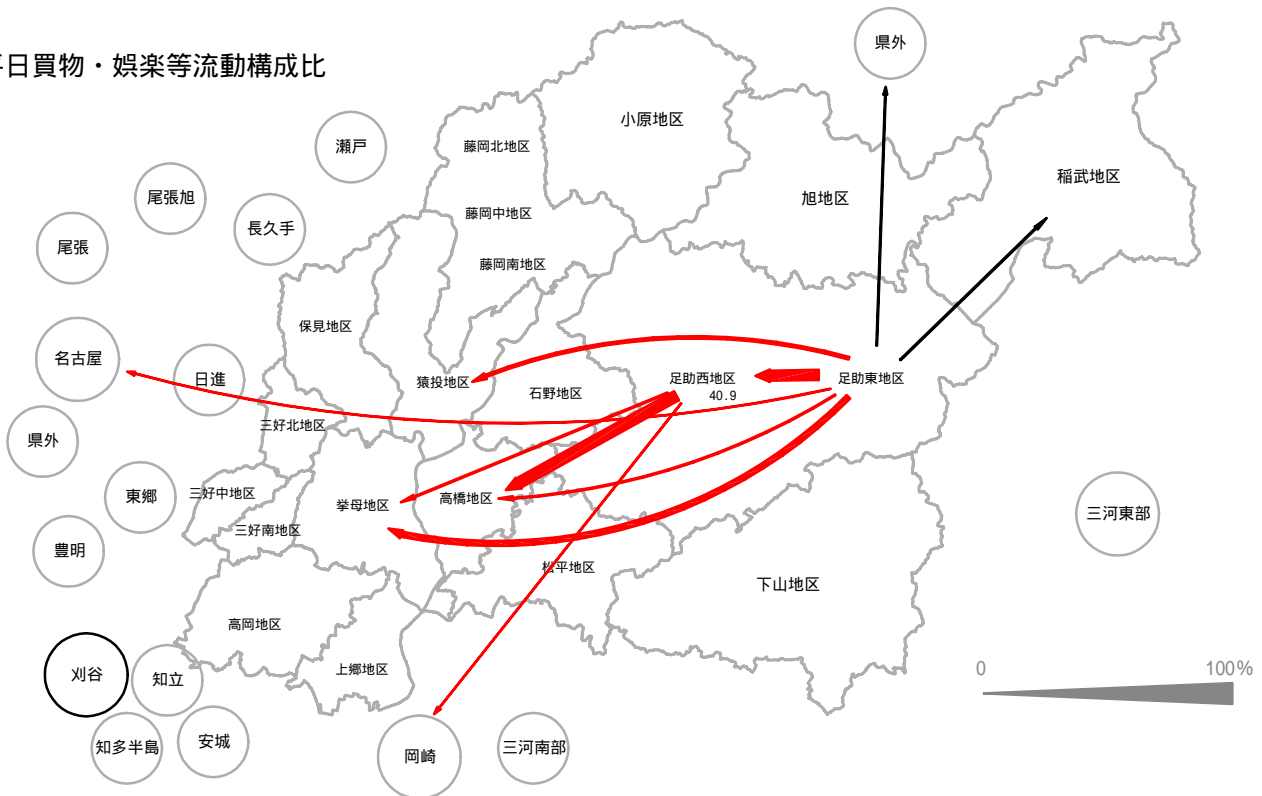 日買物・娯楽等流動構成比
県外
小原地区
瀬戸
藤岡北地区
稲武地区
旭地区
尾張旭
藤岡中地区
長久手
尾張
藤岡南地区
保見地区
名古屋
日進
猿投地区
石野地区
足助西地区
40.9
足助東地区
三好北地区
県外
東郷
三好中地区
挙母地区
高橋地区
三河東部
三好南地区
豊明
松平地区
下山地区
高岡地区
上郷地区
刈谷
知立
0
100%
知多半島
安城
岡崎
三河南部